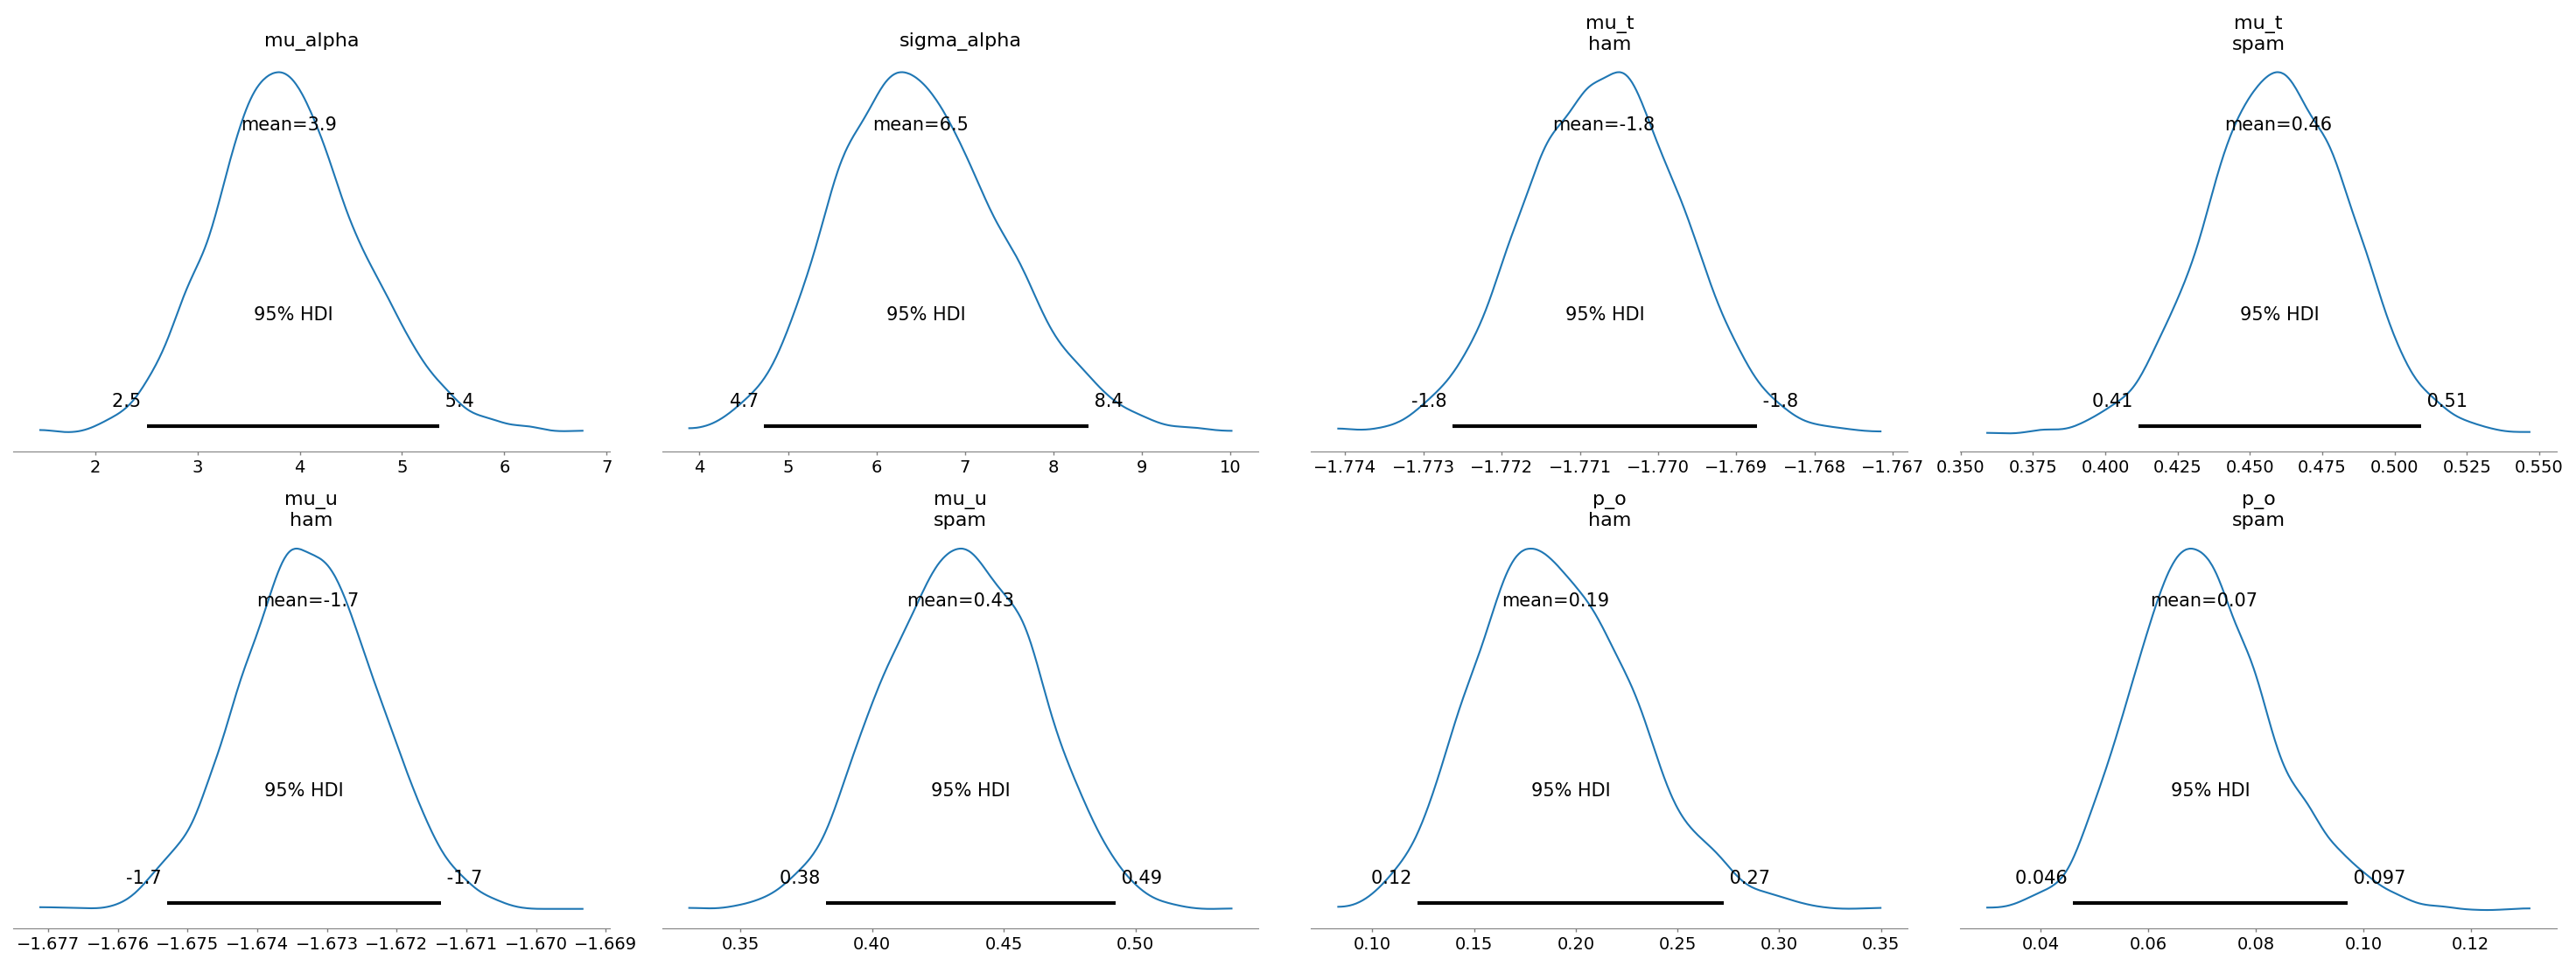 mu_alpha
mean=3.9
95% HDI
2.5
5.4
2 3 4 5 6 7
sigma_alpha
mean=6.5
95% HDI
4.7
8.4
4 5 6 7 8 9 10
mu_t
ham
mean=-1.8
95% HDI
-1.8
-1.8
−1.774 −1.773 −1.772 −1.771 −1.770 −1.769 −1.768 −1.767
mu_t
spam
mean=0.46
95% HDI
0.41
0.51
0.350 0.375 0.400 0.425 0.450 0.475 0.500 0.525 0.550
mu_u
ham
mean=-1.7
95% HDI
-1.7
-1.7
−1.677 −1.676 −1.675 −1.674 −1.673 −1.672 −1.671 −1.670 −1.669
mu_u
spam
mean=0.43
95% HDI
0.38
0.49
0.35 0.40 0.45 0.50
p_o
ham
mean=0.19
95% HDI
0.12
0.27
0.10 0.15 0.20 0.25 0.30 0.35
p_o
spam
mean=0.07
95% HDI
0.046
0.097
0.04 0.06 0.08 0.10 0.12